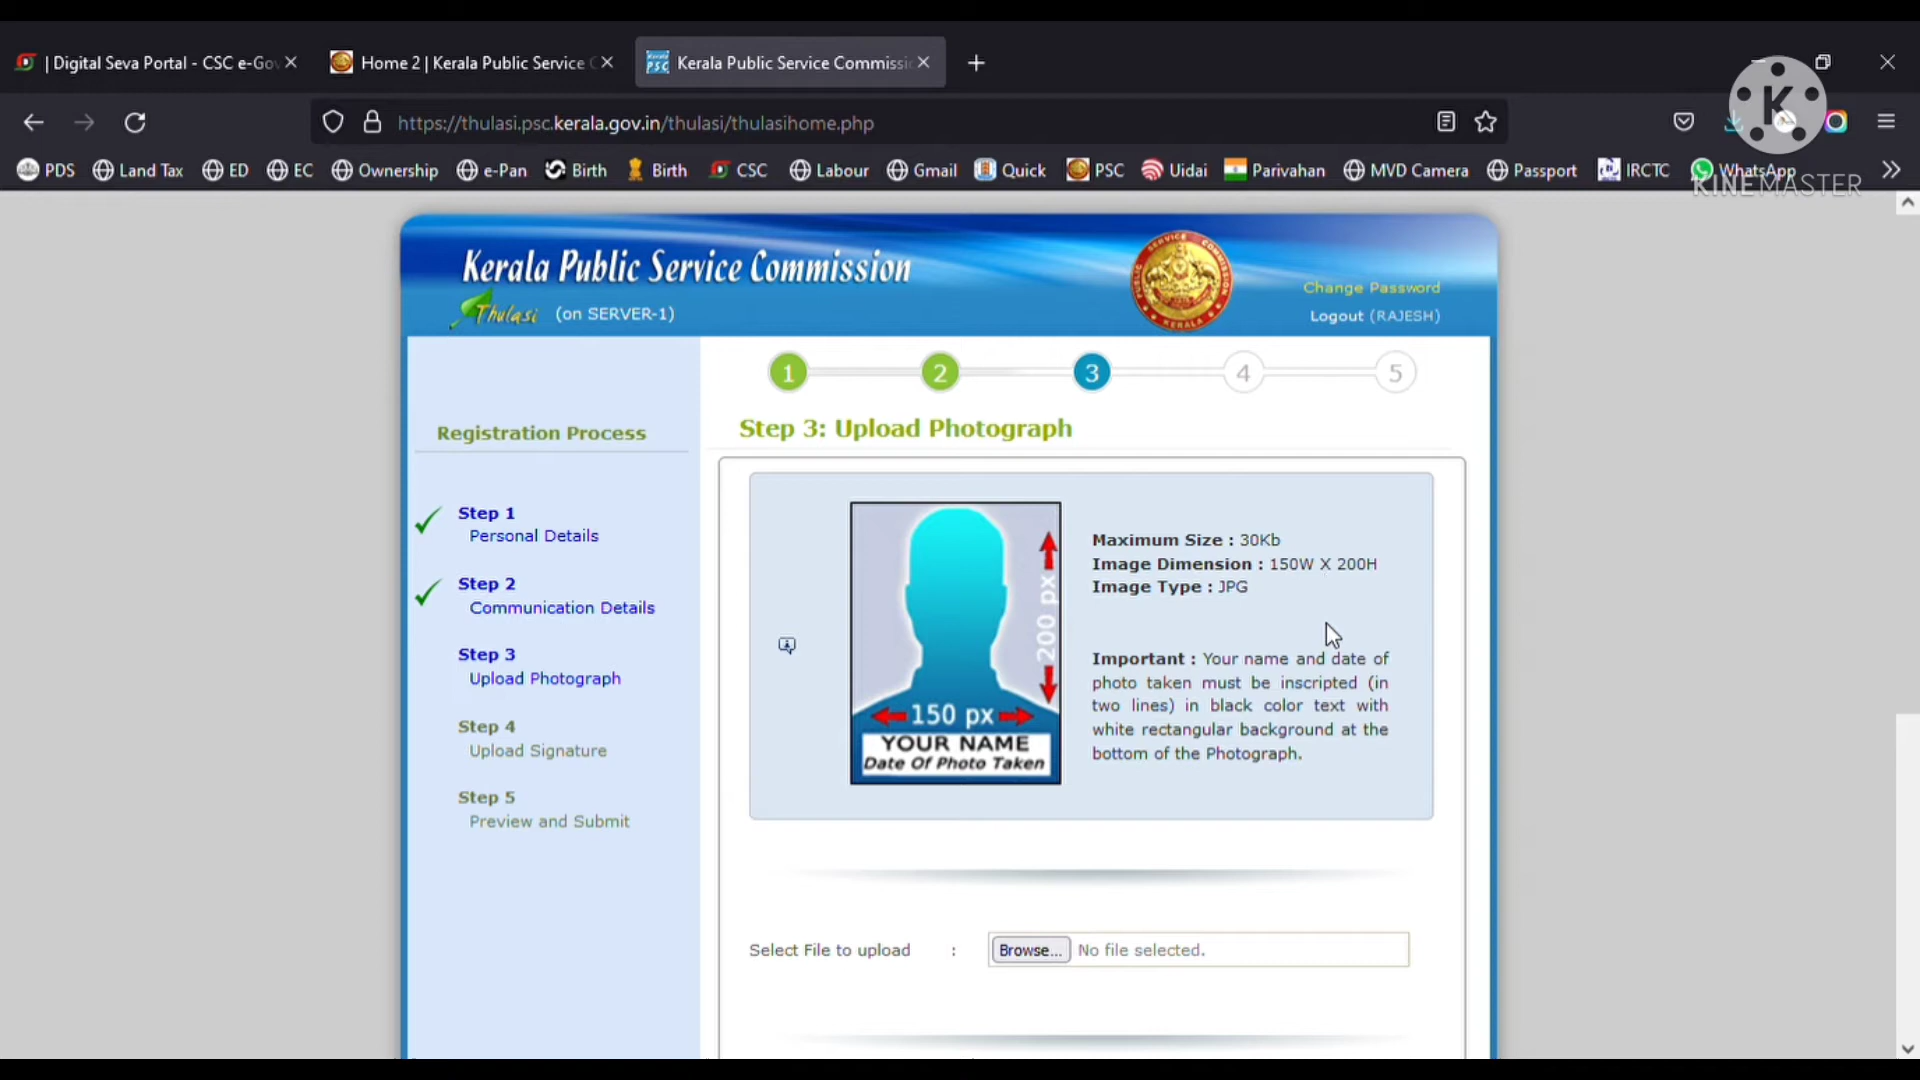 | Digital Seva Portal - CSC e-Gov
Home 2 | Kerala Public Service C
Kerala Public Service Commissi
https://thulasi.psc.kerala.gov.in/thulasi/thulasihome.php
K
PDS Land Tax ED EC Ownership e-Pan Birth Birth CSC Labour Gmail Quick PSC Uidai Parivahan MVD Camera Passport IRCTC WhatsApp
KINEMASTER
Kerala Public Service Commission
Thulasi (on SERVER-1)
PUBLIC SERVICE COMMISSION
KERALA
Change Password
Logout (RAJESH)
1 2 3 4 5
Registration Process
Step 1
Personal Details
Step 2
Communication Details
Step 3
Upload Photograph
Step 4
Upload Signature
Step 5
Preview and Submit
Step 3: Upload Photograph
200 px
150 px
YOUR NAME
Date Of Photo Taken
Maximum Size : 30Kb
Image Dimension : 150W X 200H
Image Type : JPG
Important : Your name and date of
photo taken must be inscripted (in
two lines) in black color text with
white rectangular background at the
bottom of the Photograph.
Select File to upload : Browse... No file selected.